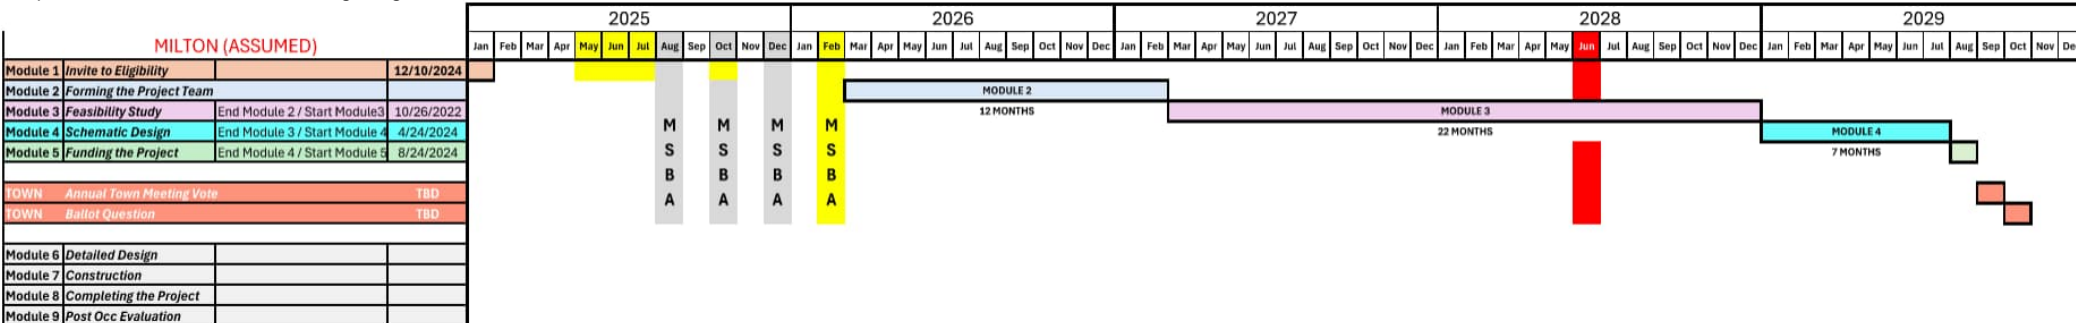 2025 2026 2027 2028 2029
MILTON (ASSUMED) Jan Feb Mar Apr May Jun Jul Aug Sep Oct Nov Dec Jan Feb Mar Apr May Jun Jul Aug Sep Oct Nov Dec Jan Feb Mar Apr May Jun Jul Aug Sep Oct Nov Dec Jan Feb Mar Apr May Jun Jul Aug Sep Oct Nov Dec Jan Feb Mar Apr May Jun Jul Aug Sep Oct Nov De
Module 1 Invite to Eligibility 12/10/2024
Module 2 Forming the Project Team MODULE 2
Module 3 Feasibility Study End Module 2 / Start Module3 10/26/2022 12 MONTHS MODULE 3
Module 4 Schematic Design End Module 3 / Start Module 4 4/24/2024 M M M M 22 MONTHS MODULE 4
Module 5 Funding the Project End Module 4 / Start Module 5 8/24/2024 S S S S 7 MONTHS
B B B B
TOWN Annual Town Meeting Vote TBD A A A A
TOWN Ballot Question TBD
Module 6 Detailed Design
Module 7 Construction
Module 8 Completing the Project
Module 9 Post Occ Evaluation